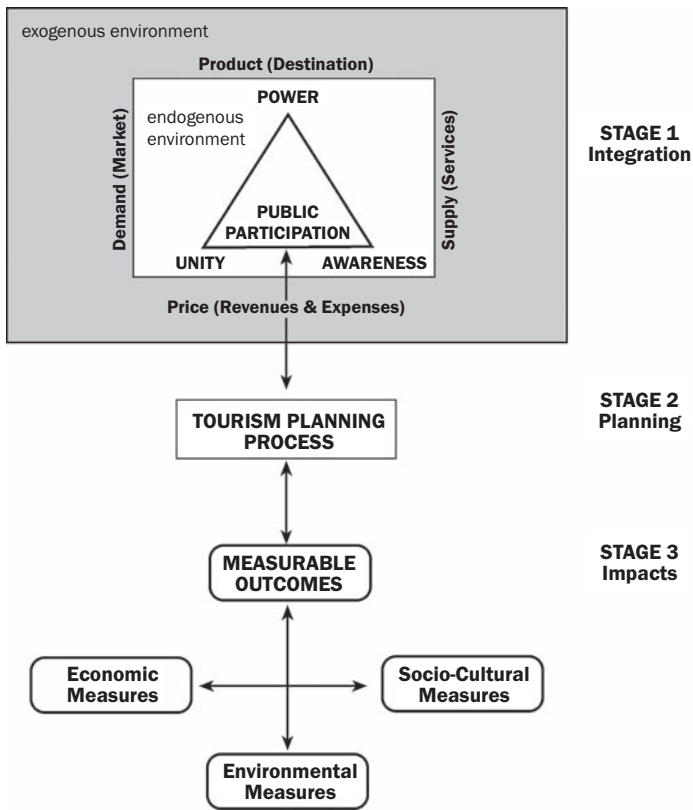 exogenous environment
Product (Destination)
POWER
endogenous
environment
Demand (Market)
Supply (Services)
STAGE 1
Integration
PUBLIC
PARTICIPATION
UNITY
AWARENESS
Price (Revenues & Expenses)
TOURISM PLANNING
PROCESS
STAGE 2
Planning
MEASURABLE
OUTCOMES
STAGE 3
Impacts
Economic
Measures
Socio-Cultural
Measures
Environmental
Measures